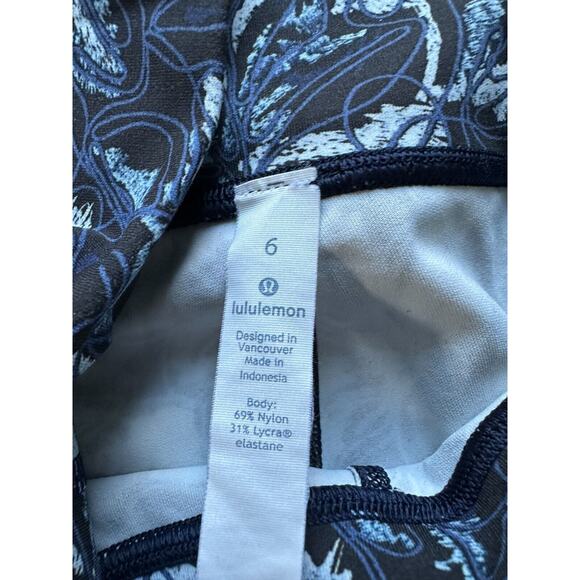 6
lululemon
Designed in
Vancouver
Made in
Indonesia
Body:
69% Nylon
31% Lycra®
elastane